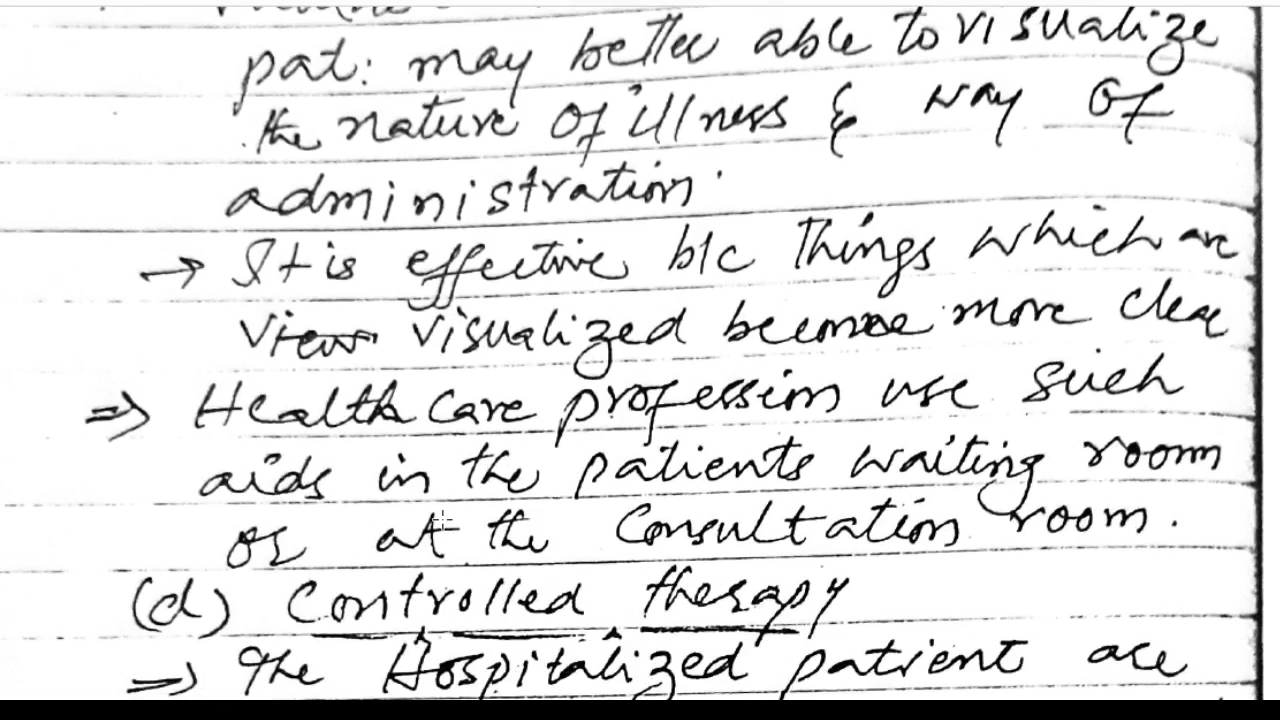 pat: may better able to visualize
the nature of illness & way of
administration.
→ It is effective b/c things which are
view visualized become more clear
⇒ Health care profession use such
aids in the patients waiting room
or at the consultation room.
(d) Controlled therapy
⇒ The Hospitalized patient are